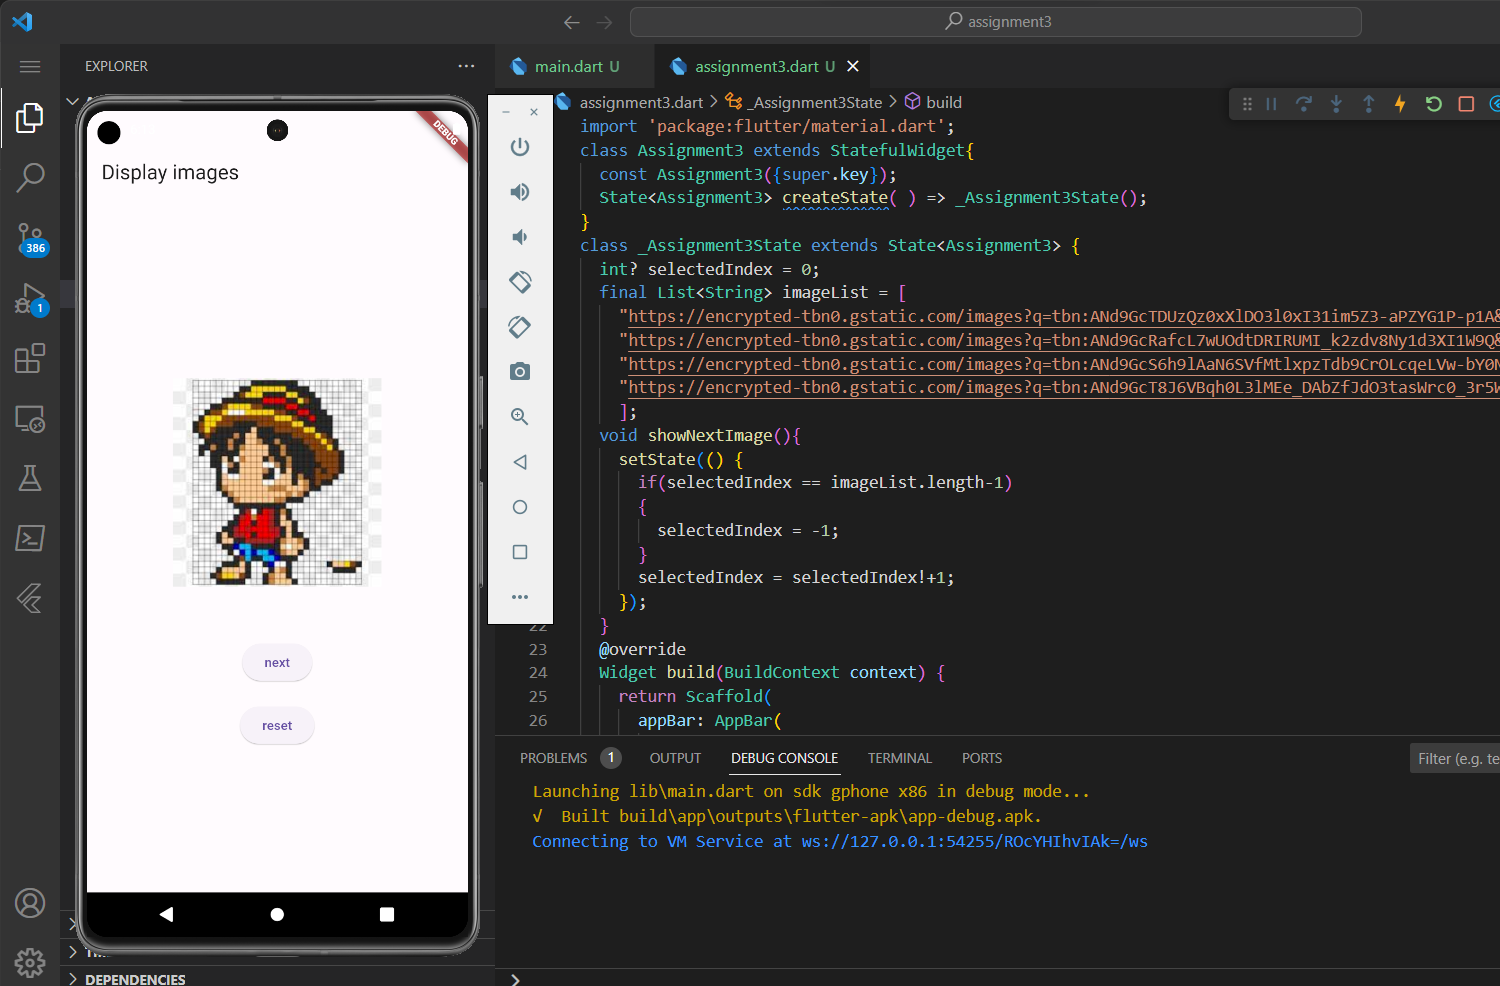 assignment3
EXPLORER
main.dart U
assignment3.dart U
assignment3.dart > _Assignment3State > build
import 'package:flutter/material.dart';
class Assignment3 extends StatefulWidget{
const Assignment3({super.key});
State<Assignment3> createState( ) => _Assignment3State();
}
class _Assignment3State extends State<Assignment3> {
int? selectedIndex = 0;
final List<String> imageList = [
"https://encrypted-tbn0.gstatic.com/images?q=tbn:ANd9GcTDUzQz0xXlDO3l0xI31im5Z3-aPZYG1P-p1A&
"https://encrypted-tbn0.gstatic.com/images?q=tbn:ANd9GcRafcL7wUOdtDRIRUMI_k2zdv8Ny1d3XI1W9Q&
"https://encrypted-tbn0.gstatic.com/images?q=tbn:ANd9GcS6h9lAaN6SVfMtlxpzTdb9CrOLcqeLVw-bY0N
"https://encrypted-tbn0.gstatic.com/images?q=tbn:ANd9GcT8J6VBqh0L3lMEe_DAbZfJdO3tasWrc0_3r5W
];
void showNextImage(){
setState(() {
if(selectedIndex == imageList.length-1)
{
selectedIndex = -1;
}
selectedIndex = selectedIndex!+1;
});
22 }
23 @override
24 Widget build(BuildContext context) {
25 return Scaffold(
26 appBar: AppBar(
DEBUG
Display images
next
reset
386
1
PROBLEMS 1 OUTPUT DEBUG CONSOLE TERMINAL PORTS
Filter (e.g. te
Launching lib\main.dart on sdk gphone x86 in debug mode...
√ Built build\app\outputs\flutter-apk\app-debug.apk.
Connecting to VM Service at ws://127.0.0.1:54255/ROcYHIhvIAk=/ws
DEPENDENCIES